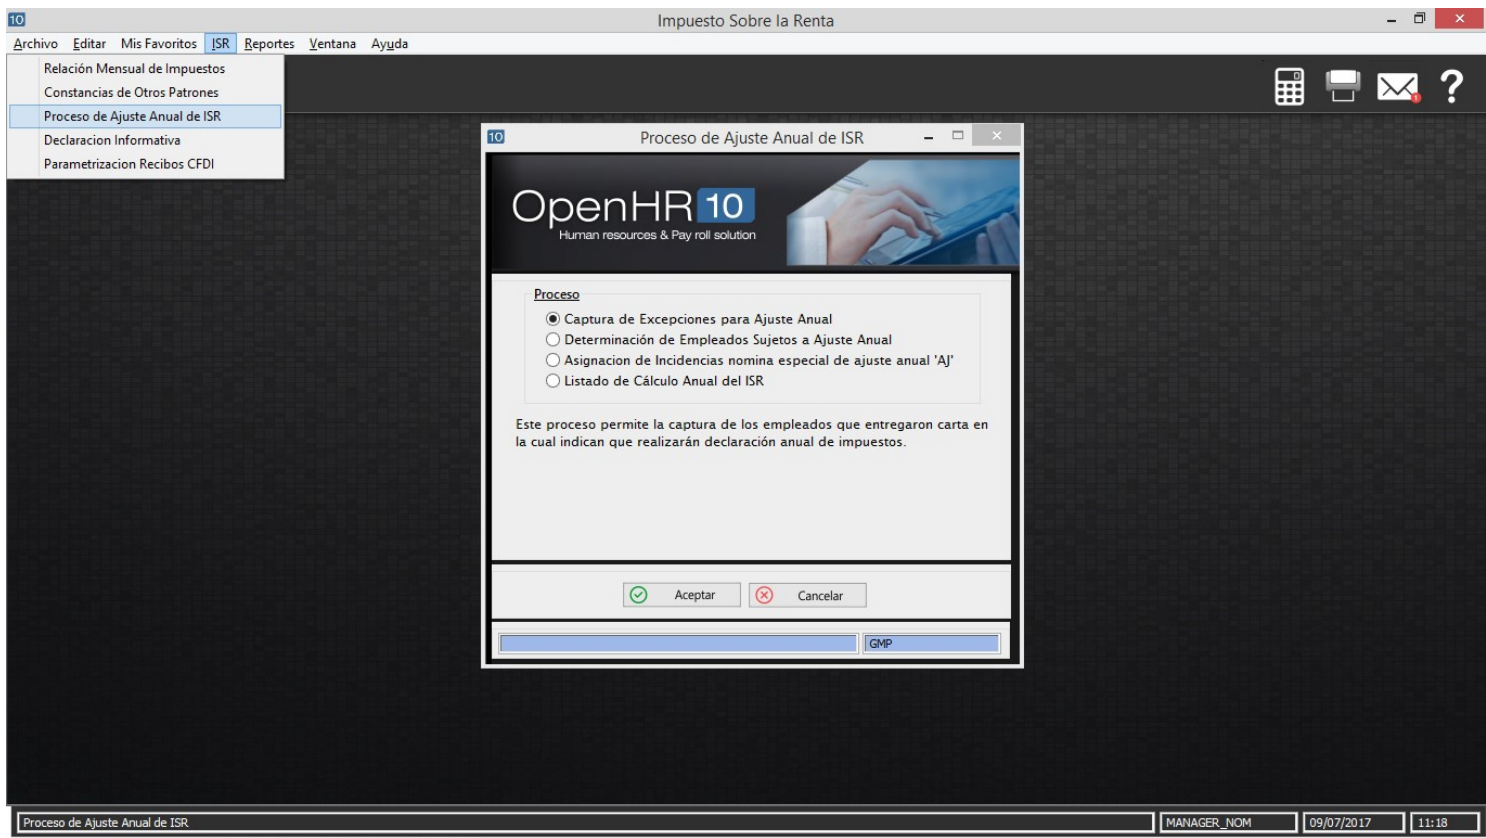 10 Impuesto Sobre la Renta
Archivo Editar Mis Favoritos ISR Reportes Ventana Ayuda
Relación Mensual de Impuestos
Constancias de Otros Patrones
Proceso de Ajuste Anual de ISR
Declaracion Informativa
Parametrizacion Recibos CFDI
1
?
10 Proceso de Ajuste Anual de ISR
OpenHR 10
Human resources & Pay roll solution
Proceso
Captura de Excepciones para Ajuste Anual
Determinación de Empleados Sujetos a Ajuste Anual
Asignacion de Incidencias nomina especial de ajuste anual 'AJ'
Listado de Cálculo Anual del ISR
Este proceso permite la captura de los empleados que entregaron carta en
la cual indican que realizarán declaración anual de impuestos.
Aceptar Cancelar
GMP
Proceso de Ajuste Anual de ISR MANAGER_NOM 09/07/2017 11:18